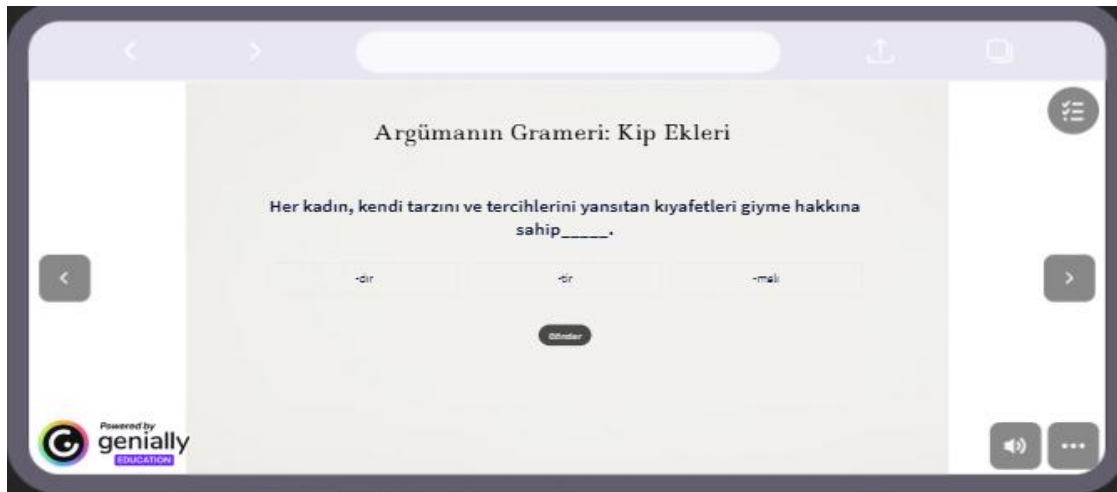 Argümanın Grameri: Kip Ekleri
Her kadın, kendi tarzını ve tercihlerini yansıtan kıyafetleri giyme hakkına
sahip_____.
-dır
-tir
-malı
Gönder
Powered by
genially
EDUCATION